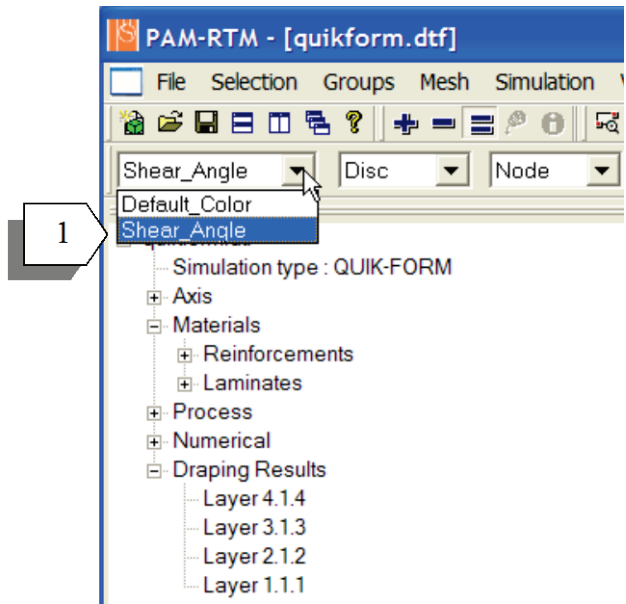 PAM-RTM - [quikform.dtf]
File Selection Groups Mesh Simulation
Shear_Angle Disc Node
Default_Color
1 Shear_Angle
Simulation type : QUIK-FORM
Axis
Materials
Reinforcements
Laminates
Process
Numerical
Draping Results
Layer 4.1.4
Layer 3.1.3
Layer 2.1.2
Layer 1.1.1